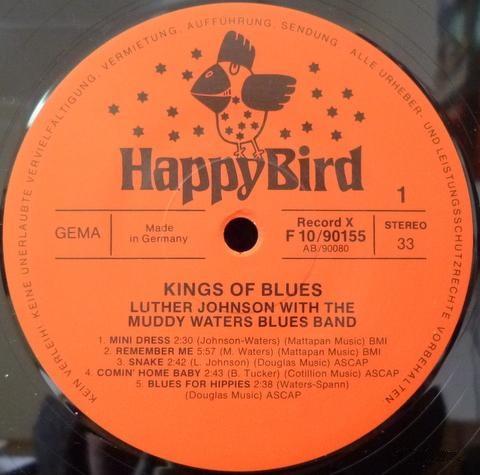 KEIN VERLEIH! KEINE UNERLAUBTE VERVIELFÄLTIGUNG, VERMIETUNG, AUFFÜHRUNG, SENDUNG. ALLE URHEBER- UND LEISTUNGSSCHUTZRECHTE VORBEHALTEN
HappyBird
1
GEMA
Made
in Germany
Record X
F 10/90155
AB/90080
STEREO
33
KINGS OF BLUES
LUTHER JOHNSON WITH THE
MUDDY WATERS BLUES BAND
1. MINI DRESS 2:30 (Johnson-Waters) (Mattapan Music) BMI
2. REMEMBER ME 5:57 (M. Waters) (Mattapan Music) BMI
3. SNAKE 2:42 (L. Johnson) (Douglas Music) ASCAP
4. COMIN' HOME BABY 2:43 (B. Tucker) (Cotillion Music) ASCAP
5. BLUES FOR HIPPIES 2:38 (Waters-Spann)
(Douglas Music) ASCAP